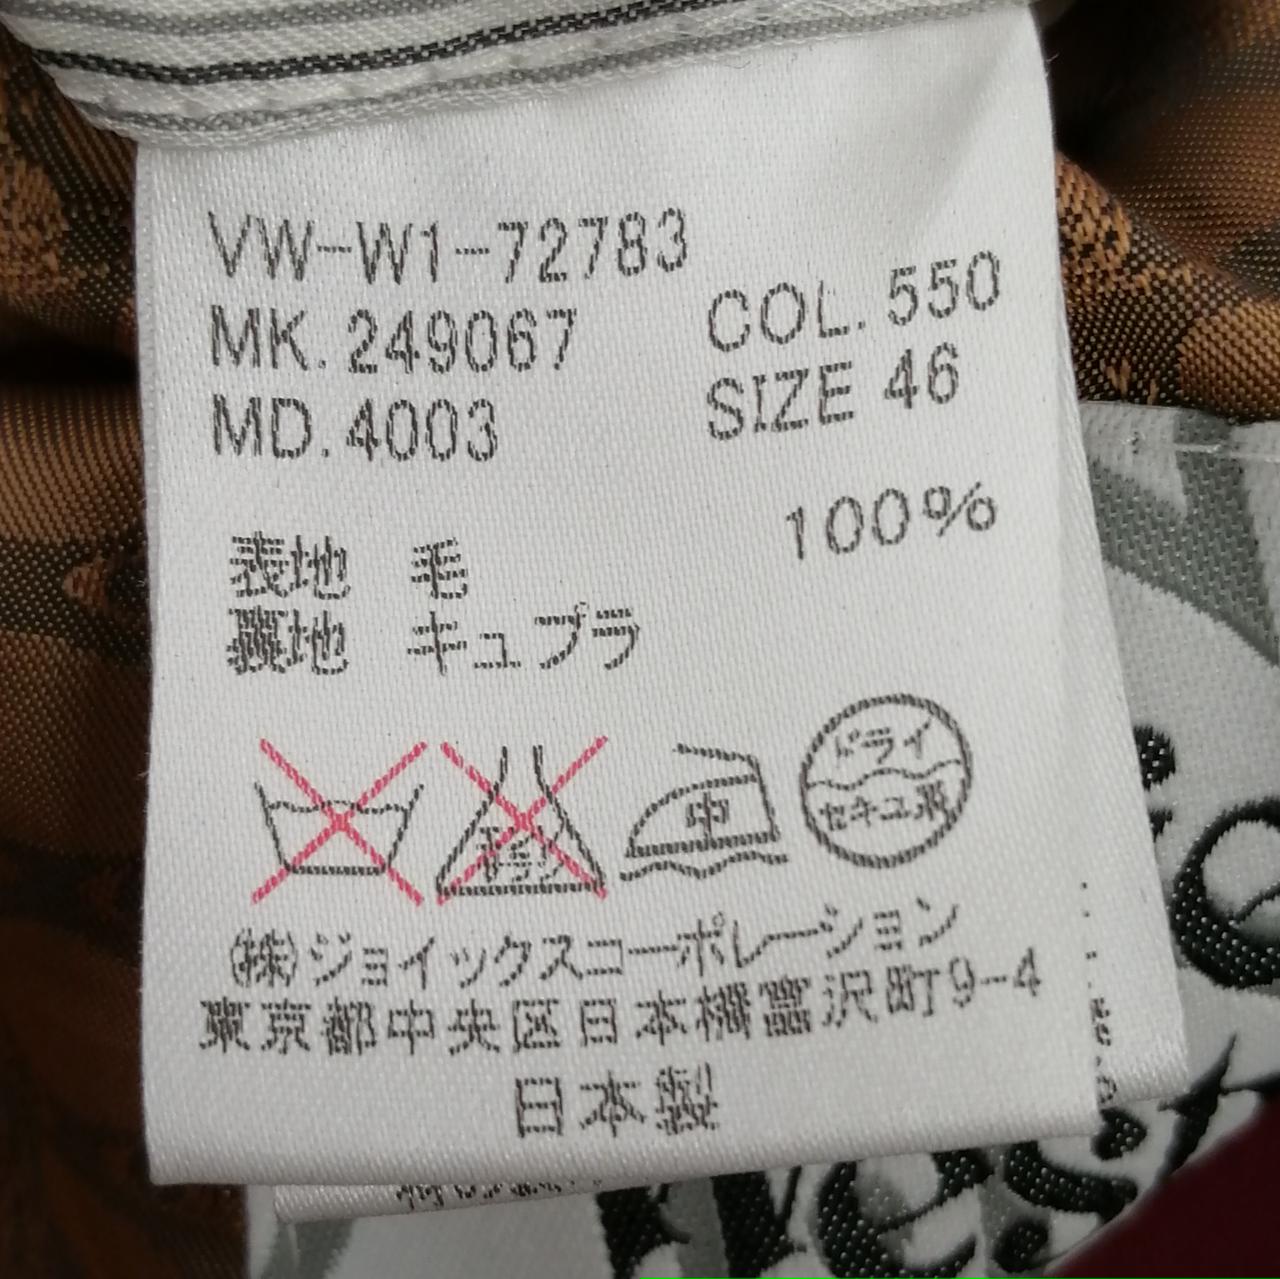 VW-W1-72783
MK. 249067 COL. 550
MD. 4003 SIZE 46
表地 毛 100%
裏地 キュプラ
中 ドライ
セキユ系
(株)ジョイックスコーポレーション
東京都中央区日本橋富沢町9-4
日本製